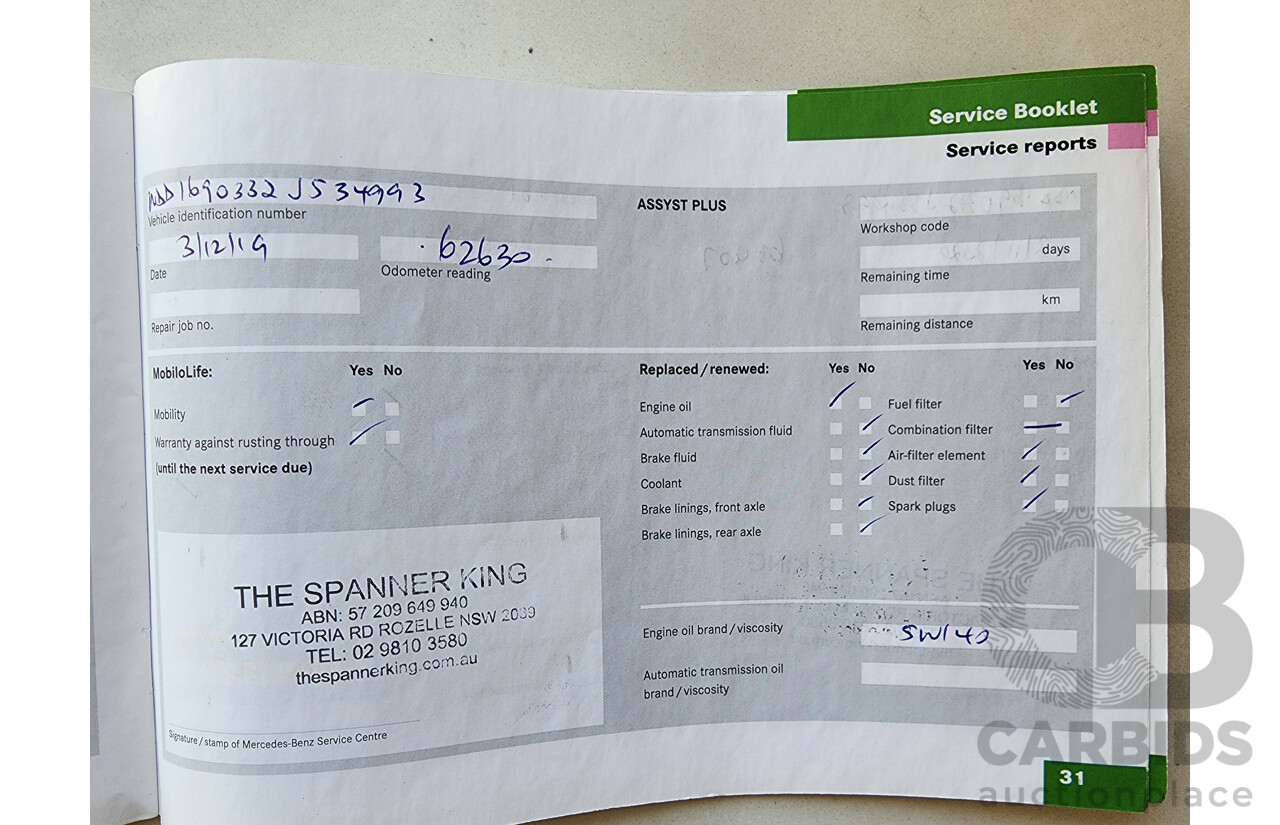 Service Booklet
Service reports
WDD1690332J534993
Vehicle identification number
3/12/19
Date
62630
Odometer reading
Repair job no.
ASSYST PLUS
Workshop code
days
Remaining time
km
Remaining distance
MobiloLife: Yes No
Mobility
Warranty against rusting through
(until the next service due)
Replaced/renewed: Yes No Yes No
Engine oil Fuel filter
Automatic transmission fluid Combination filter
Brake fluid Air-filter element
Coolant Dust filter
Brake linings, front axle Spark plugs
Brake linings, rear axle
THE SPANNER KING
ABN: 57 209 649 940
127 VICTORIA RD ROZELLE NSW 2039
TEL: 02 9810 3580
thespannerking.com.au
Signature/stamp of Mercedes-Benz Service Centre
Engine oil brand/viscosity
5W/40
Automatic transmission oil
brand/viscosity
31
CB
CARBIDS
auctionplace